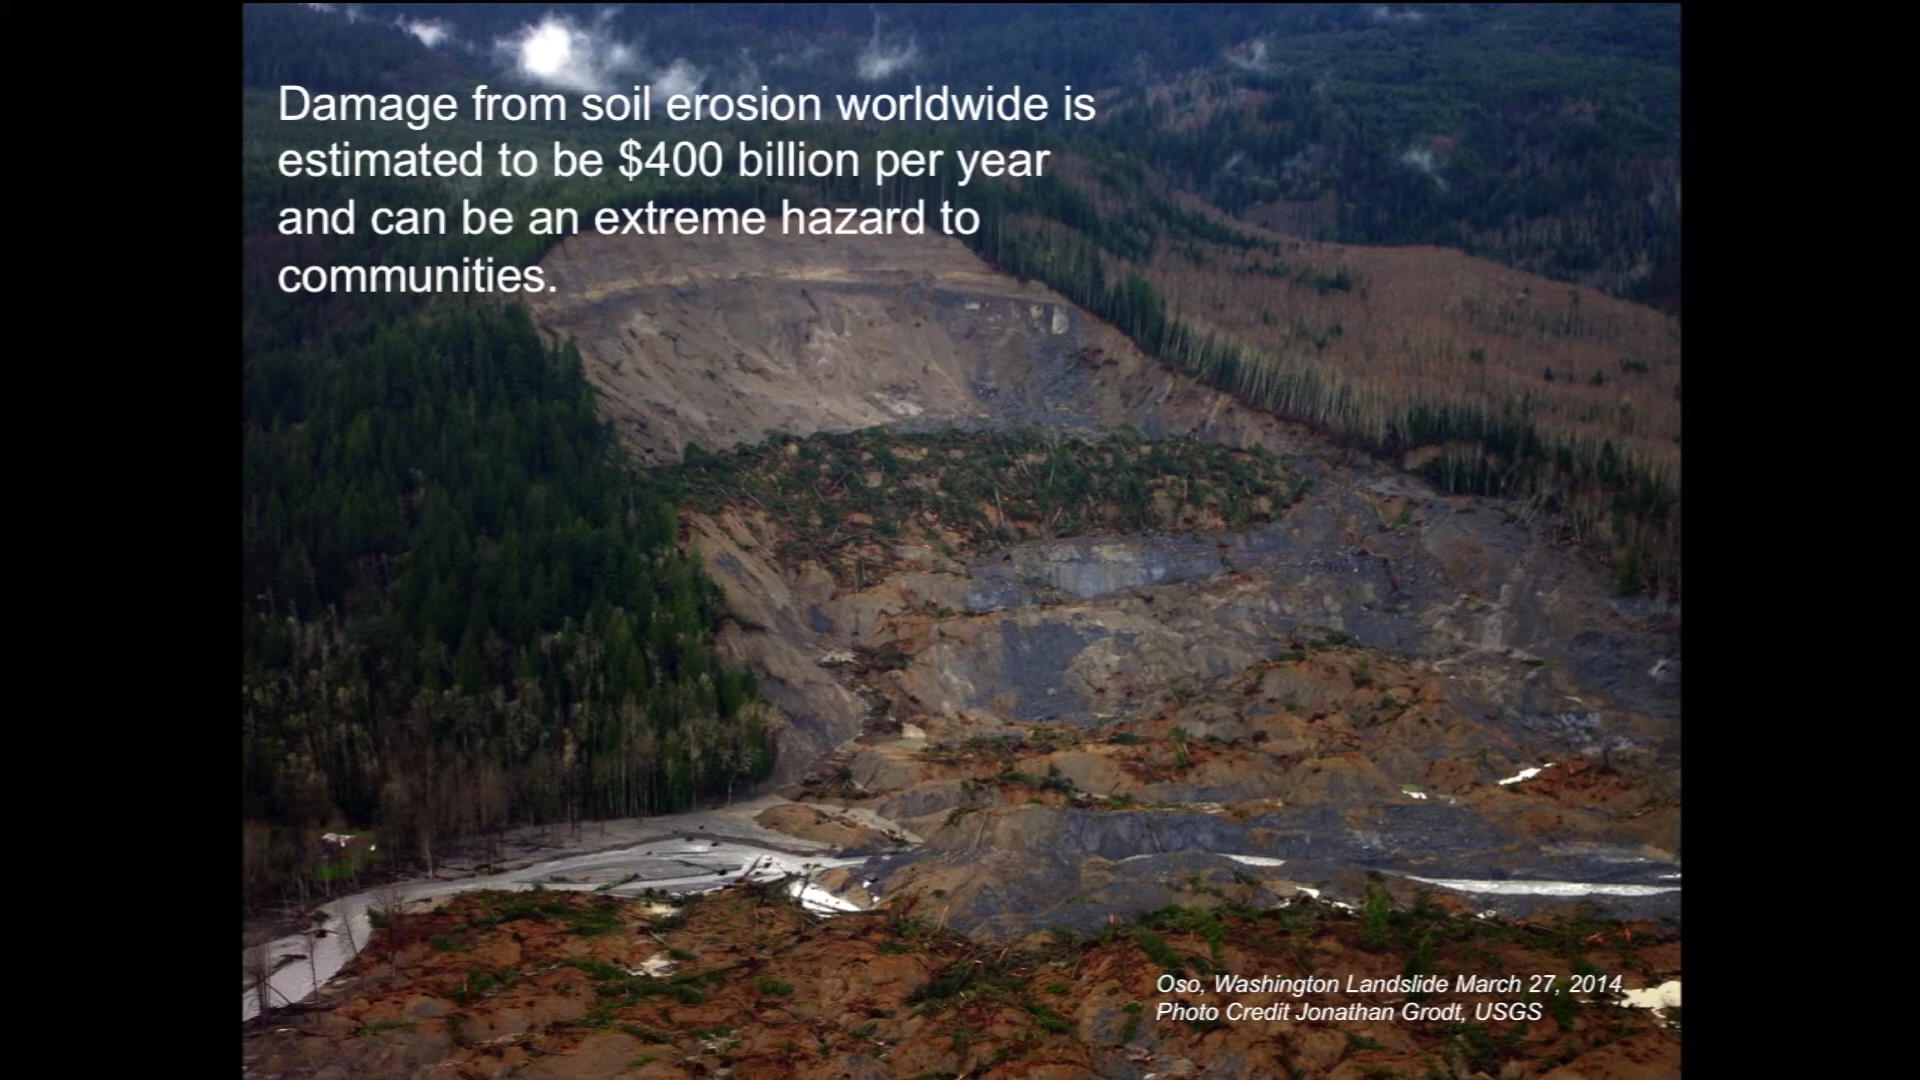 Damage from soil erosion worldwide is
estimated to be $400 billion per year
and can be an extreme hazard to
communities.
Oso, Washington Landslide March 27, 2014
Photo Credit Jonathan Grodt, USGS